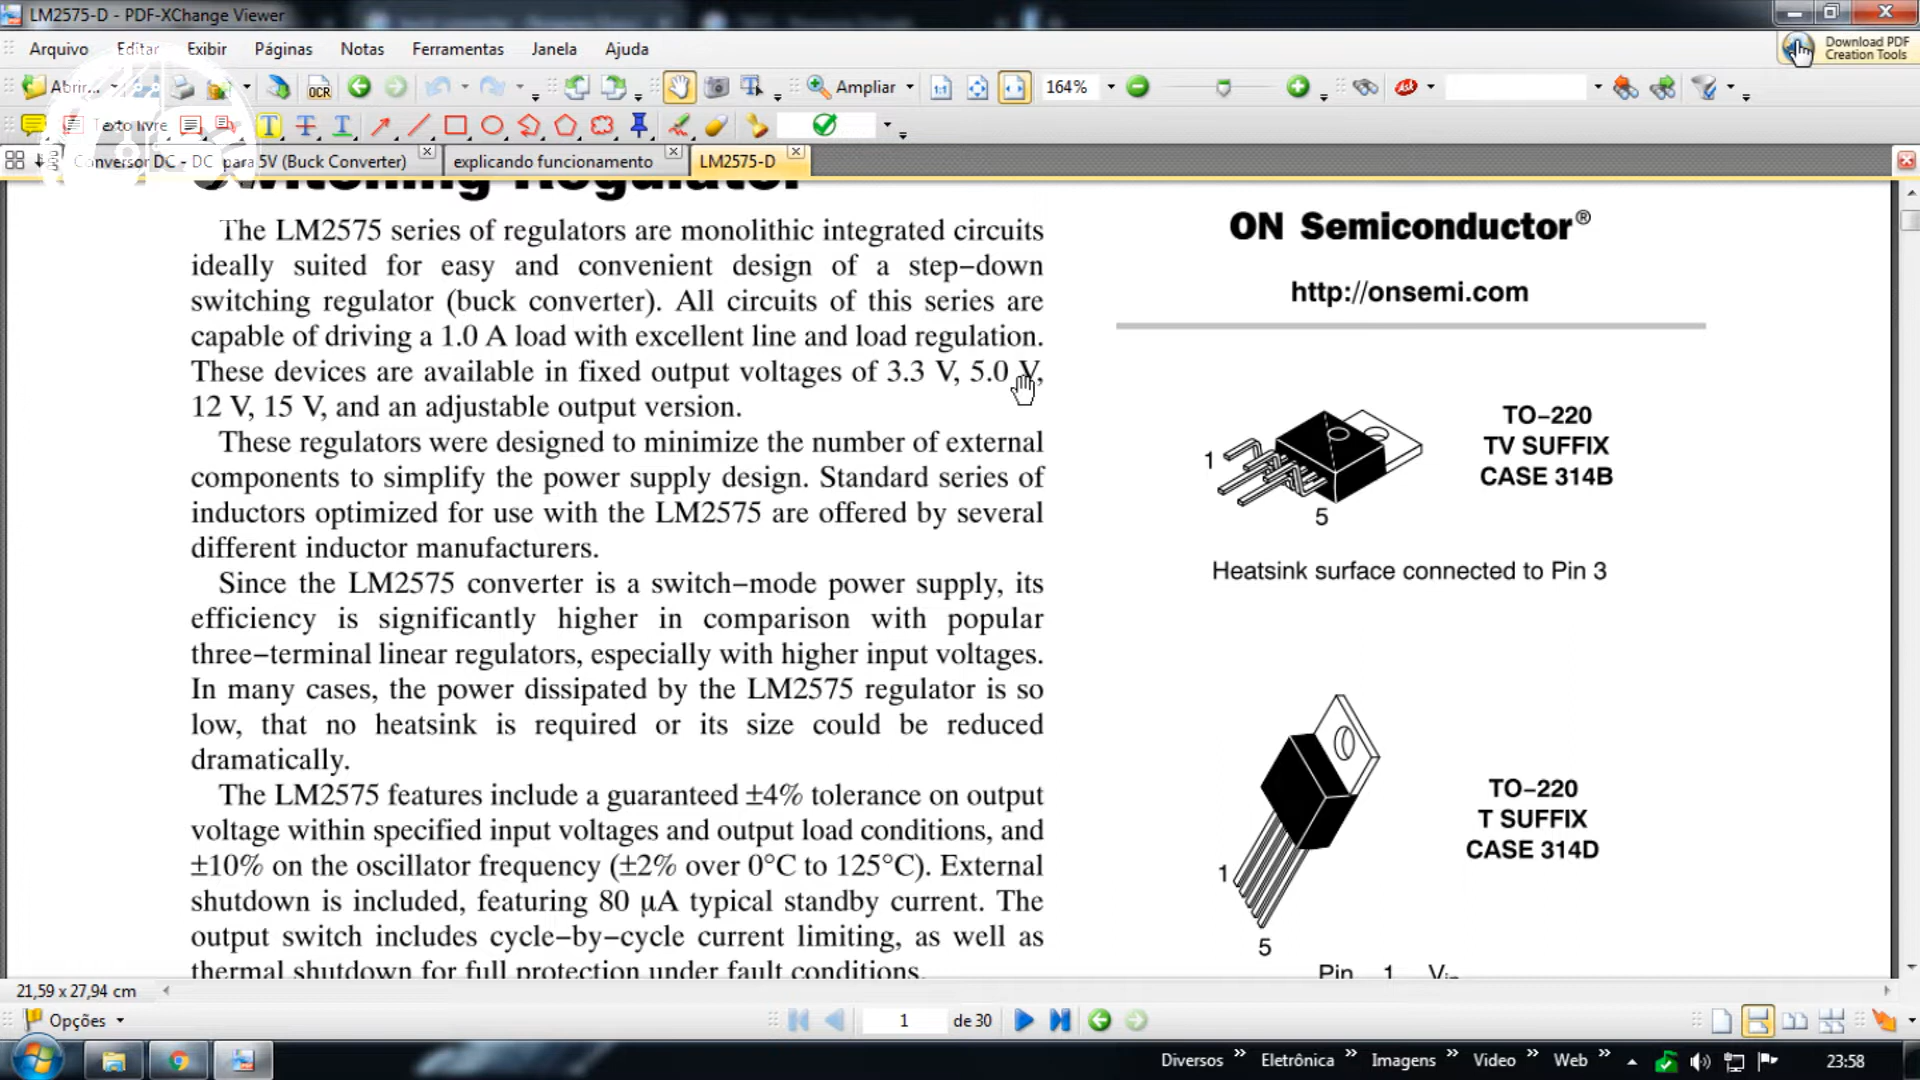 LM2575-D - PDF-XChange Viewer
Arquivo Editar Exibir Páginas Notas Ferramentas Janela Ajuda
Download PDF
Creation Tools
Abrir... OCR Ampliar 1:1 164% Ask
Texto livre T T T
Conversor DC - DC para 5V (Buck Converter) explicando funcionamento LM2575-D
Switching Regulator
The LM2575 series of regulators are monolithic integrated circuits
ideally suited for easy and convenient design of a step−down
switching regulator (buck converter). All circuits of this series are
capable of driving a 1.0 A load with excellent line and load regulation.
These devices are available in fixed output voltages of 3.3 V, 5.0 V,
12 V, 15 V, and an adjustable output version.
These regulators were designed to minimize the number of external
components to simplify the power supply design. Standard series of
inductors optimized for use with the LM2575 are offered by several
different inductor manufacturers.
Since the LM2575 converter is a switch−mode power supply, its
efficiency is significantly higher in comparison with popular
three−terminal linear regulators, especially with higher input voltages.
In many cases, the power dissipated by the LM2575 regulator is so
low, that no heatsink is required or its size could be reduced
dramatically.
The LM2575 features include a guaranteed ±4% tolerance on output
voltage within specified input voltages and output load conditions, and
±10% on the oscillator frequency (±2% over 0°C to 125°C). External
shutdown is included, featuring 80 μA typical standby current. The
output switch includes cycle−by−cycle current limiting, as well as
thermal shutdown for full protection under fault conditions.
ON Semiconductor®
http://onsemi.com
TO−220
TV SUFFIX
CASE 314B
1
5
Heatsink surface connected to Pin 3
TO−220
T SUFFIX
CASE 314D
1
5
Pin 1 Vin
21,59 x 27,94 cm
Opções 1 de 30
Diversos » Eletrônica » Imagens » Video » Web » 23:58